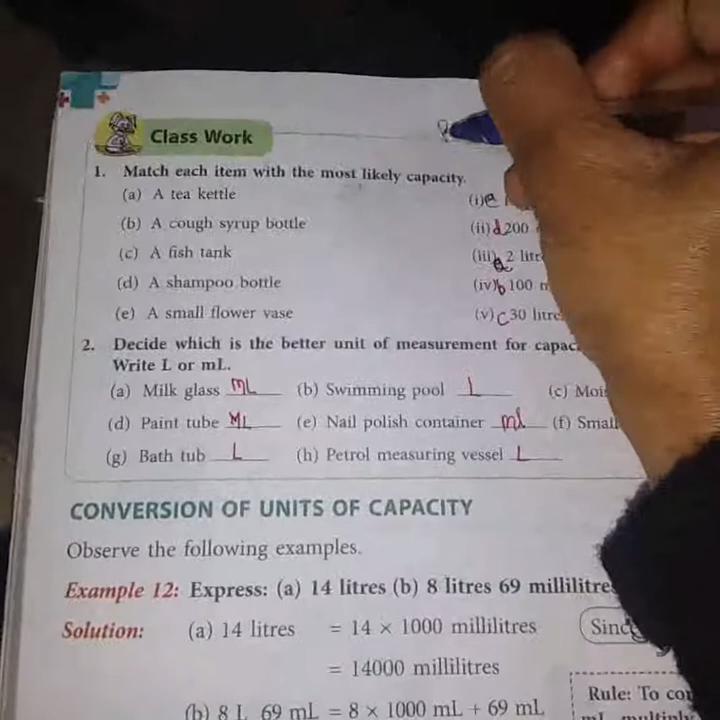 Class Work
1. Match each item with the most likely capacity.
(a) A tea kettle (i) e
(b) A cough syrup bottle (ii) d 200
(c) A fish tank (iii) a 2
(d) A shampoo bottle (iv) b 100
(e) A small flower vase (v) c 30
2. Decide which is the better unit of measurement for
Write L or mL.
(a) Milk glass mL (b) Swimming pool L (c)
(d) Paint tube ML (e) Nail polish container ml (f) Small
(g) Bath tub L (h) Petrol measuring vessel L
CONVERSION OF UNITS OF CAPACITY
Observe the following examples.
Example 12: Express: (a) 14 litres (b) 8 litres 69
Solution: (a) 14 litres = 14 × 1000 millilitres
= 14000 millilitres
(b) 8 L 69 mL = 8 × 1000 mL + 69 mL
Rule: To